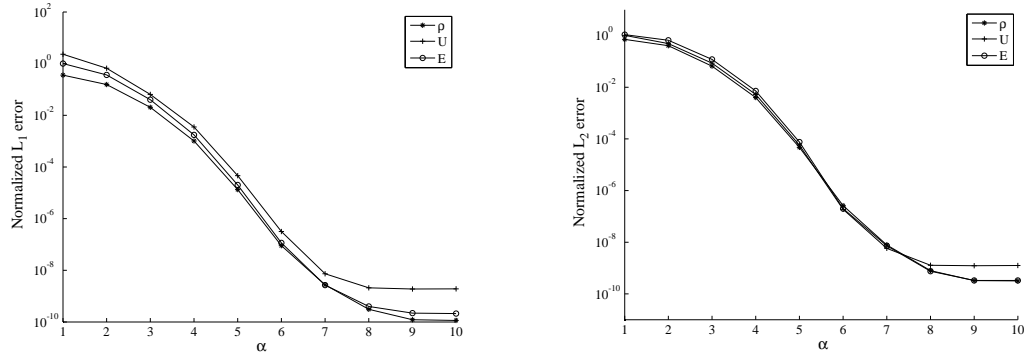 10^2
10^0
10^-2
10^-4
10^-6
10^-8
10^-10
Normalized L_1 error
1 2 3 4 5 6 7 8 9 10
α
ρ
U
E
10^0
10^-2
10^-4
10^-6
10^-8
10^-10
Normalized L_2 error
1 2 3 4 5 6 7 8 9 10
α
ρ
U
E